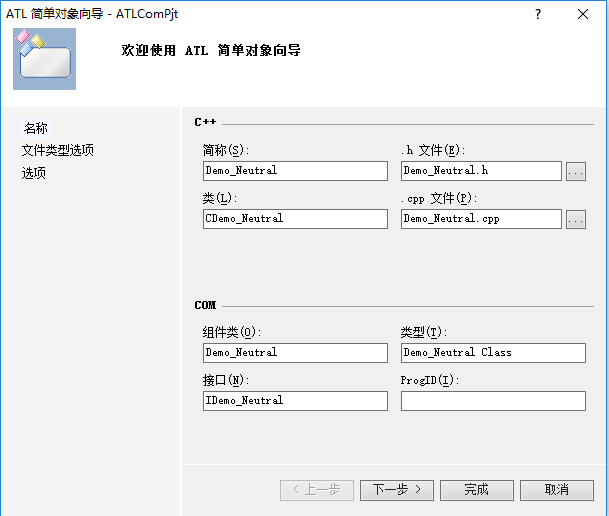 ATL 简单对象向导 - ATLComPjt
?
欢迎使用 ATL 简单对象向导
名称
文件类型选项
选项
C++
简称(S):
Demo_Neutral
.h 文件(E):
Demo_Neutral.h
...
类(L):
CDemo_Neutral
.cpp 文件(P):
Demo_Neutral.cpp
...
COM
组件类(O):
Demo_Neutral
类型(T):
Demo_Neutral Class
接口(N):
IDemo_Neutral
ProgID(I):
< 上一步
下一步 >
完成
取消